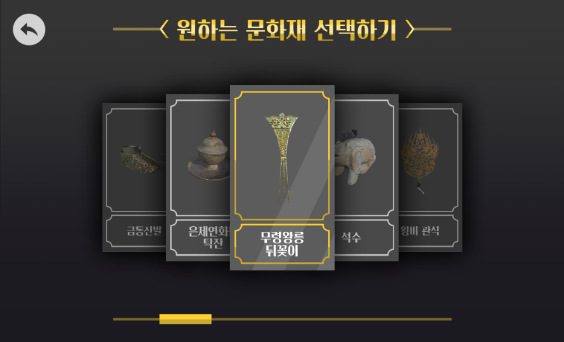 원하는 문화재 선택하기
금동신발
은제연화
탁잔
무령왕릉
뒤꽂이
석수
왕비 관식